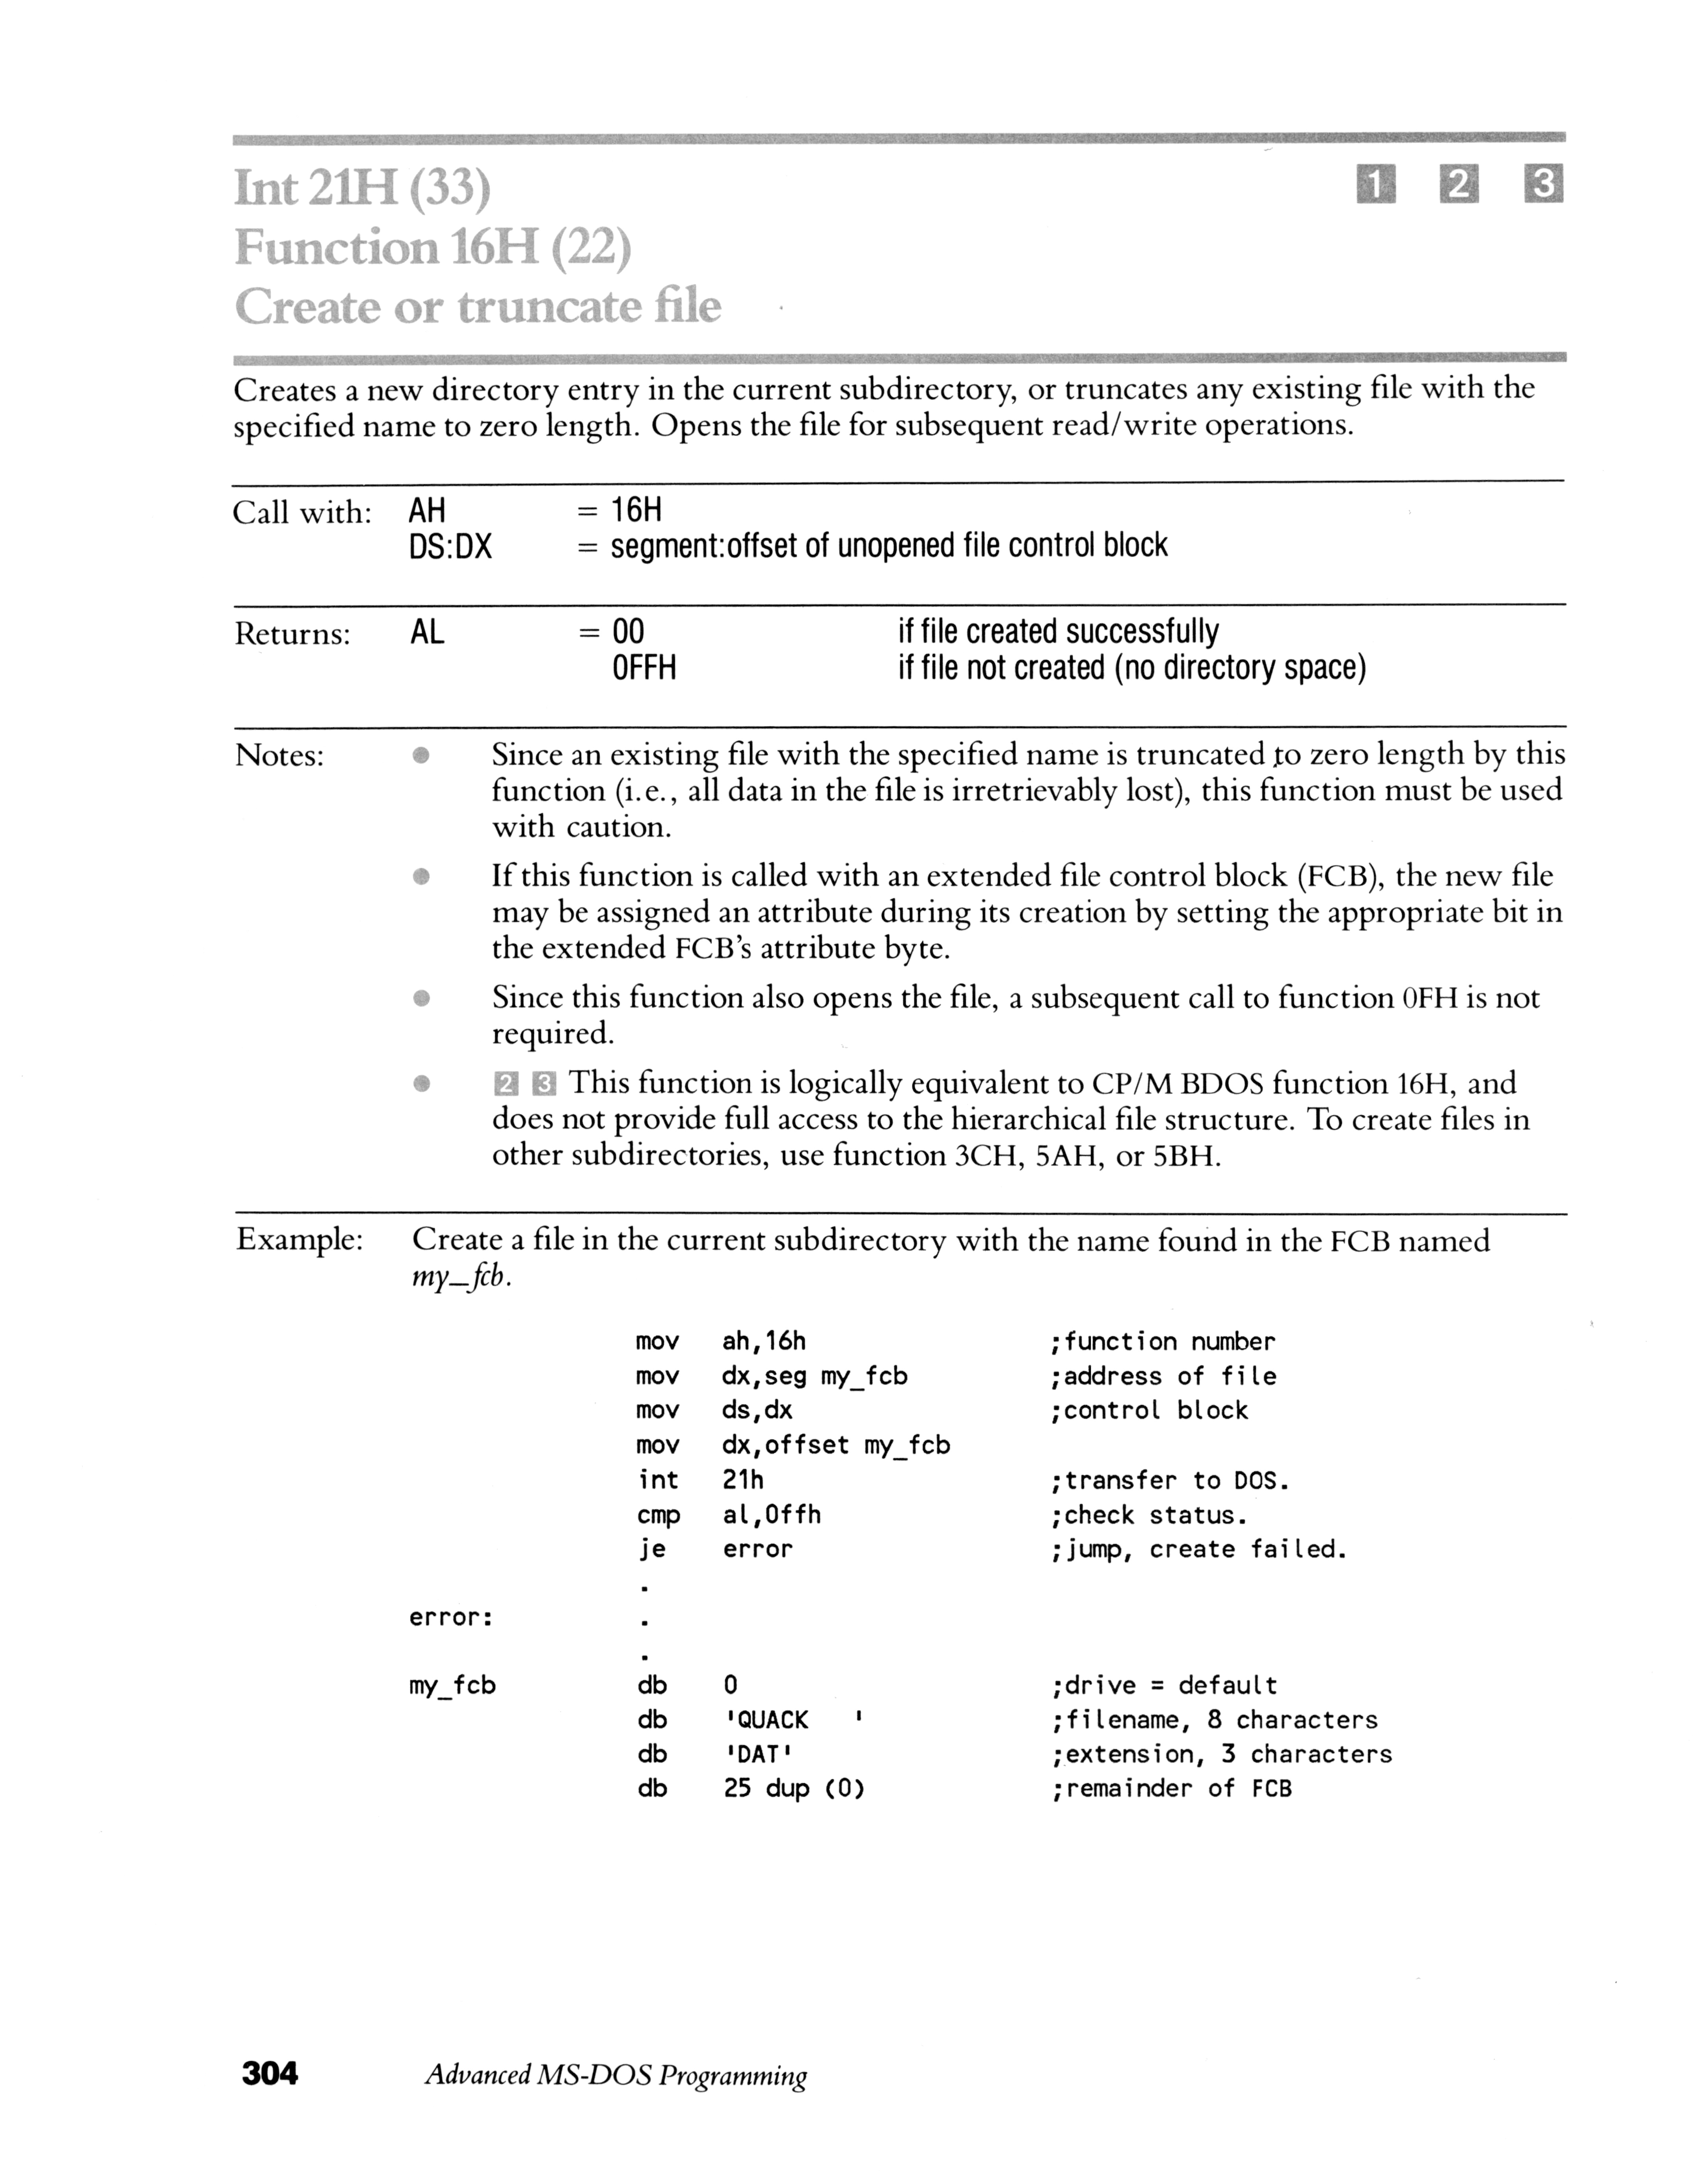 Int 21H (33) 1 2 3
Function 16H (22)
Create or truncate file
Creates a new directory entry in the current subdirectory, or truncates any existing file with the
specified name to zero length. Opens the file for subsequent read/write operations.
Call with: AH = 16H
DS:DX = segment:offset of unopened file control block
Returns: AL = 00 if file created successfully
0FFH if file not created (no directory space)
Notes: ● Since an existing file with the specified name is truncated to zero length by this
function (i.e., all data in the file is irretrievably lost), this function must be used
with caution.
● If this function is called with an extended file control block (FCB), the new file
may be assigned an attribute during its creation by setting the appropriate bit in
the extended FCB's attribute byte.
● Since this function also opens the file, a subsequent call to function 0FH is not
required.
● 2 3 This function is logically equivalent to CP/M BDOS function 16H, and
does not provide full access to the hierarchical file structure. To create files in
other subdirectories, use function 3CH, 5AH, or 5BH.
Example: Create a file in the current subdirectory with the name found in the FCB named
my_fcb.
mov ah,16h ;function number
mov dx,seg my_fcb ;address of file
mov ds,dx ;control block
mov dx,offset my_fcb
int 21h ;transfer to DOS.
cmp al,0ffh ;check status.
je error ;jump, create failed.
.
error: .
.
my_fcb db 0 ;drive = default
db 'QUACK   ' ;filename, 8 characters
db 'DAT' ;extension, 3 characters
db 25 dup (0) ;remainder of FCB
304 Advanced MS-DOS Programming